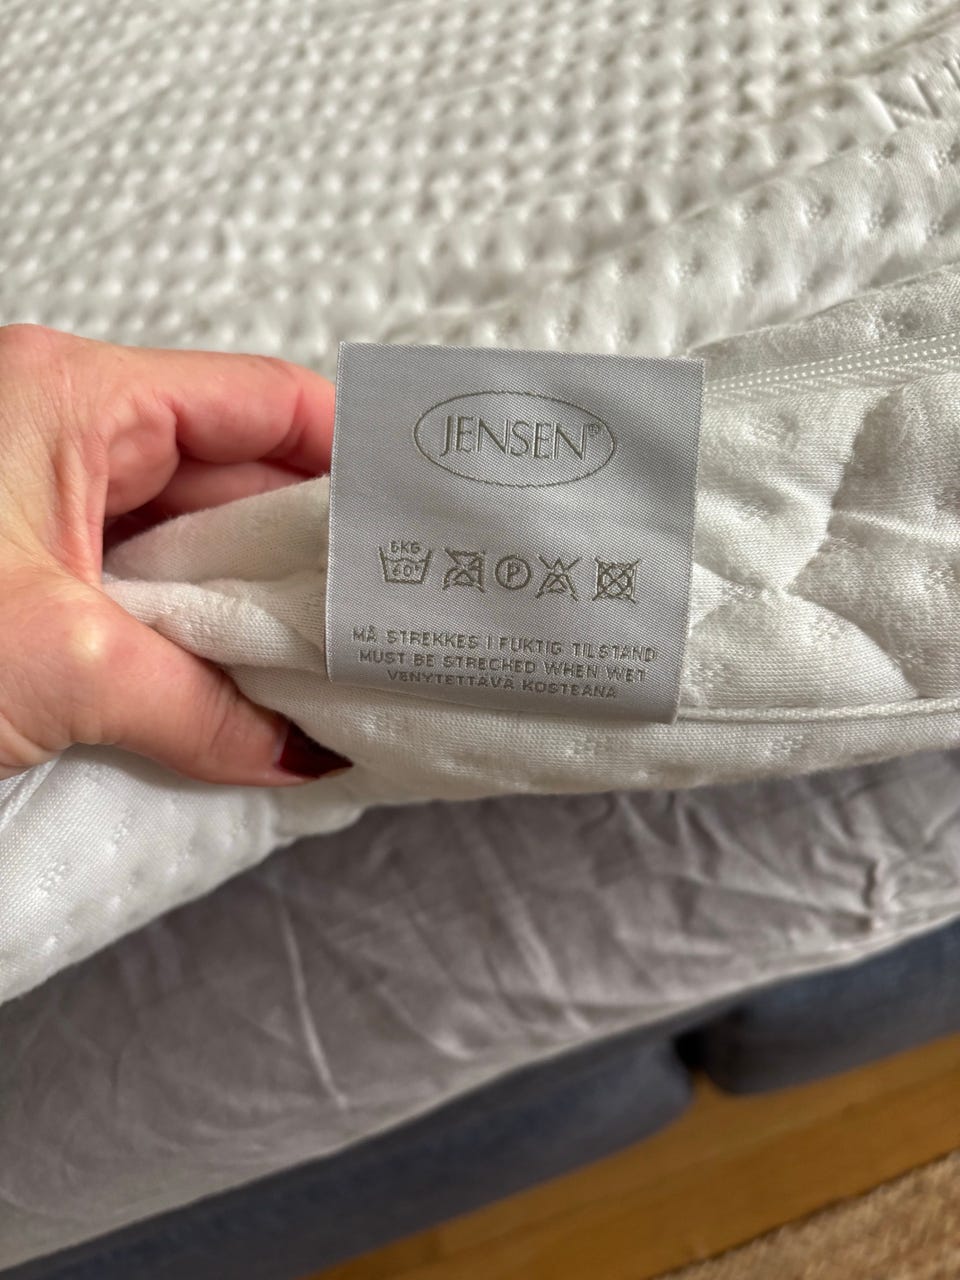 JENSEN®
6KG
60°
P
MÅ STREKKES I FUKTIG TILSTAND
MUST BE STRECHED WHEN WET
VENYTETTÄVÄ KOSTEANA